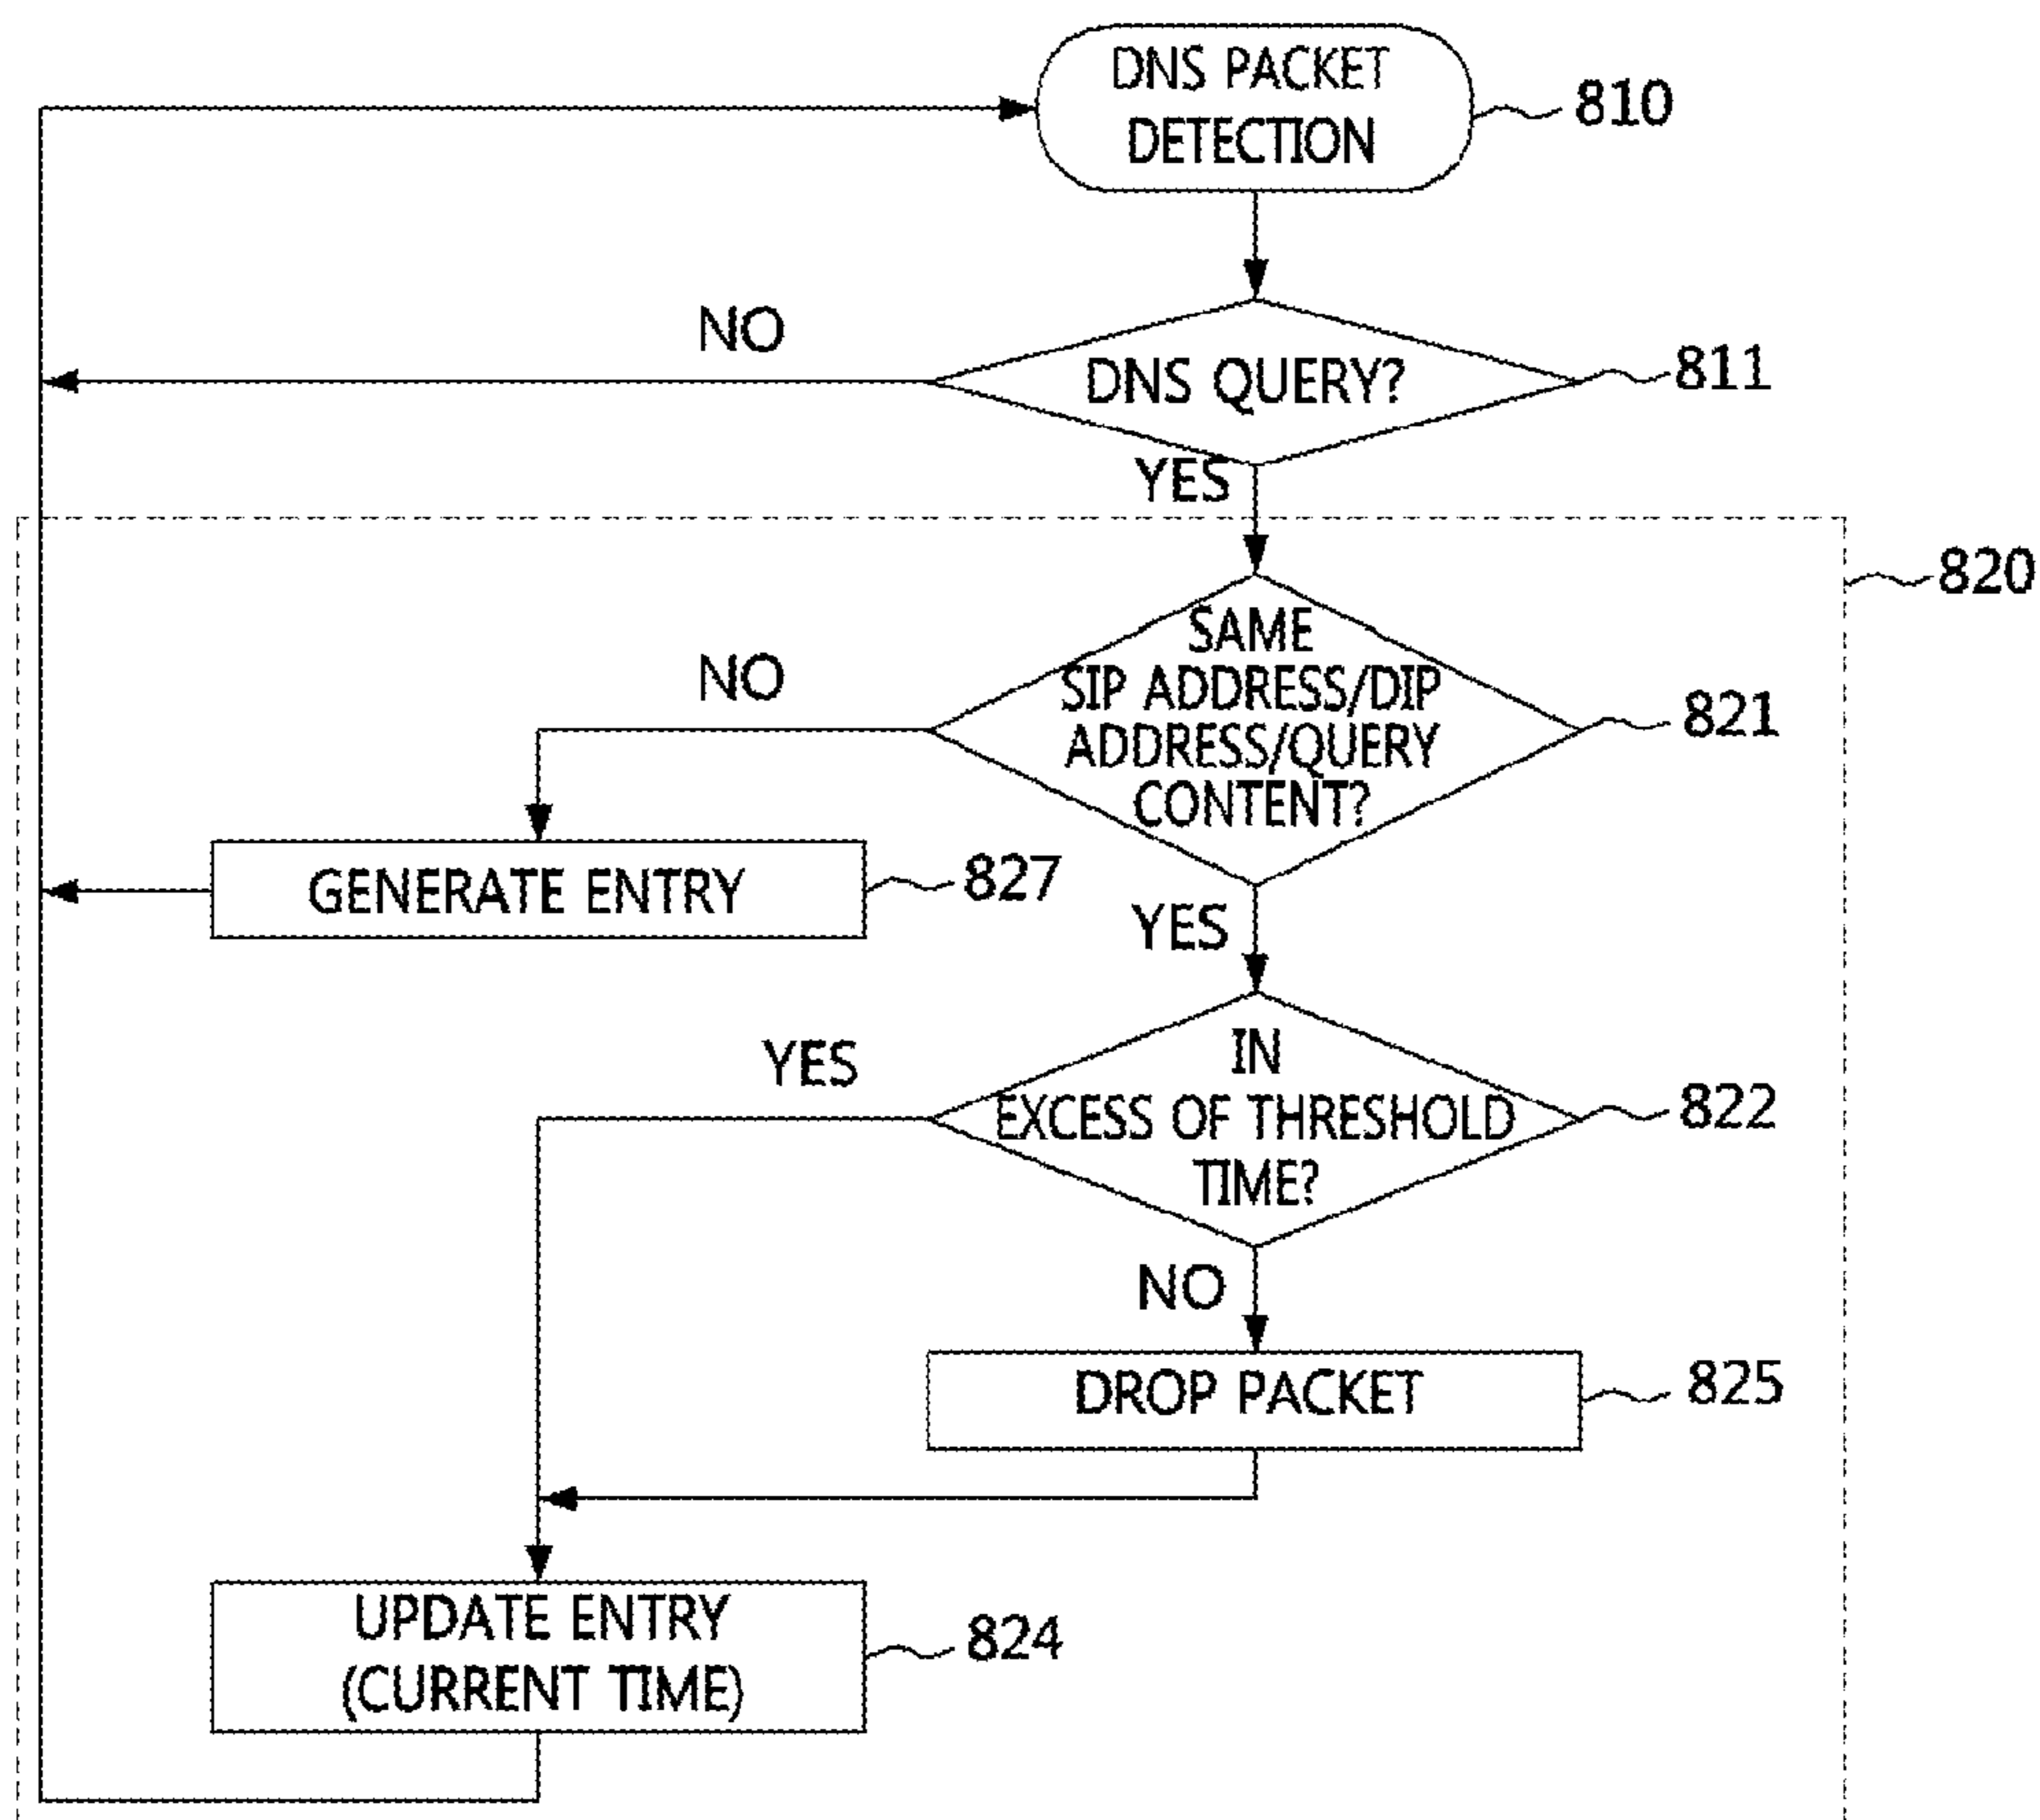 DNS PACKET
DETECTION
810
NO
DNS QUERY?
811
YES
820
SAME
SIP ADDRESS/DIP
ADDRESS/QUERY
CONTENT?
821
NO
GENERATE ENTRY
827
YES
IN
EXCESS OF THRESHOLD
TIME?
822
YES
NO
DROP PACKET
825
UPDATE ENTRY
(CURRENT TIME)
824